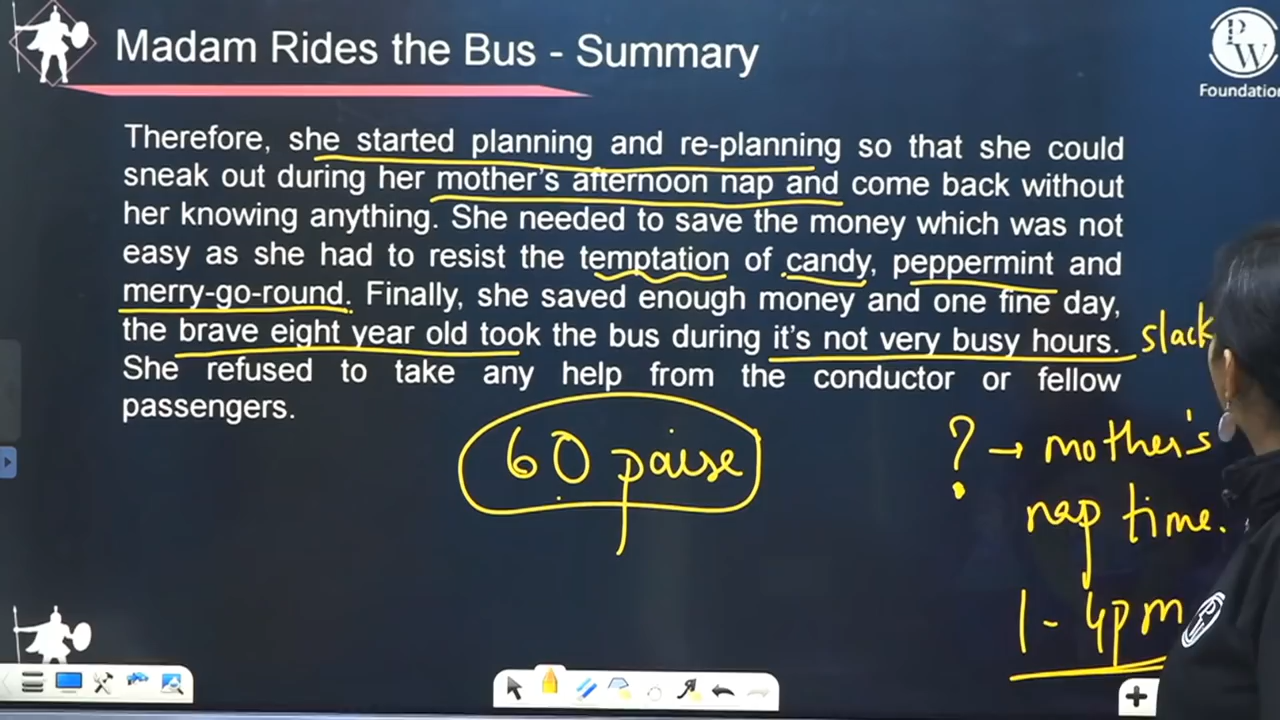 Madam Rides the Bus - Summary
PW
Foundation
Therefore, she started planning and re-planning so that she could
sneak out during her mother's afternoon nap and come back without
her knowing anything. She needed to save the money which was not
easy as she had to resist the temptation of candy, peppermint and
merry-go-round. Finally, she saved enough money and one fine day,
the brave eight year old took the bus during it's not very busy hours.
slack
She refused to take any help from the conductor or fellow
passengers.
60 paise
? → mother's
nap time.
1 - 4pm